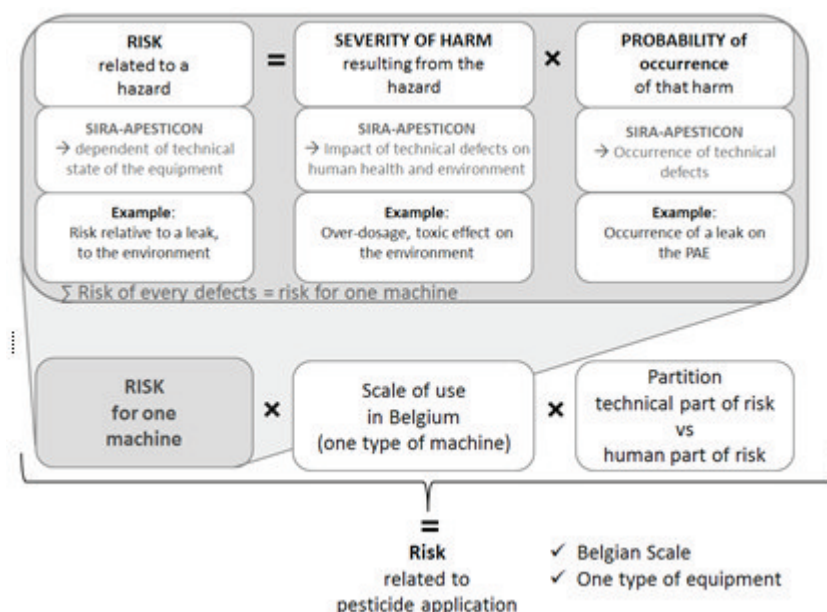 RISK
related to a
hazard
=
SEVERITY OF HARM
resulting from the
hazard
×
PROBABILITY of
occurrence
of that harm
SIRA-APESTICON
→ dependent of technical
state of the equipment
SIRA-APESTICON
→ Impact of technical defects on
human health and environment
SIRA-APESTICON
→ Occurrence of technical
defects
Example:
Risk relative to a leak,
to the environment
Example:
Over-dosage, toxic effect on
the environment
Example:
Occurrence of a leak on
the PAE
∑ Risk of every defects = risk for one machine
RISK
for one
machine
×
Scale of use
in Belgium
(one type of machine)
×
Partition
technical part of risk
vs
human part of risk
=
Risk
related to
pesticide application
✓ Belgian Scale
✓ One type of equipment